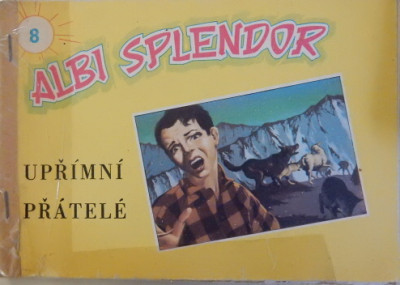 8
ALBI SPLENDOR
UPŘÍMNÍ
PŘÁTELÉ